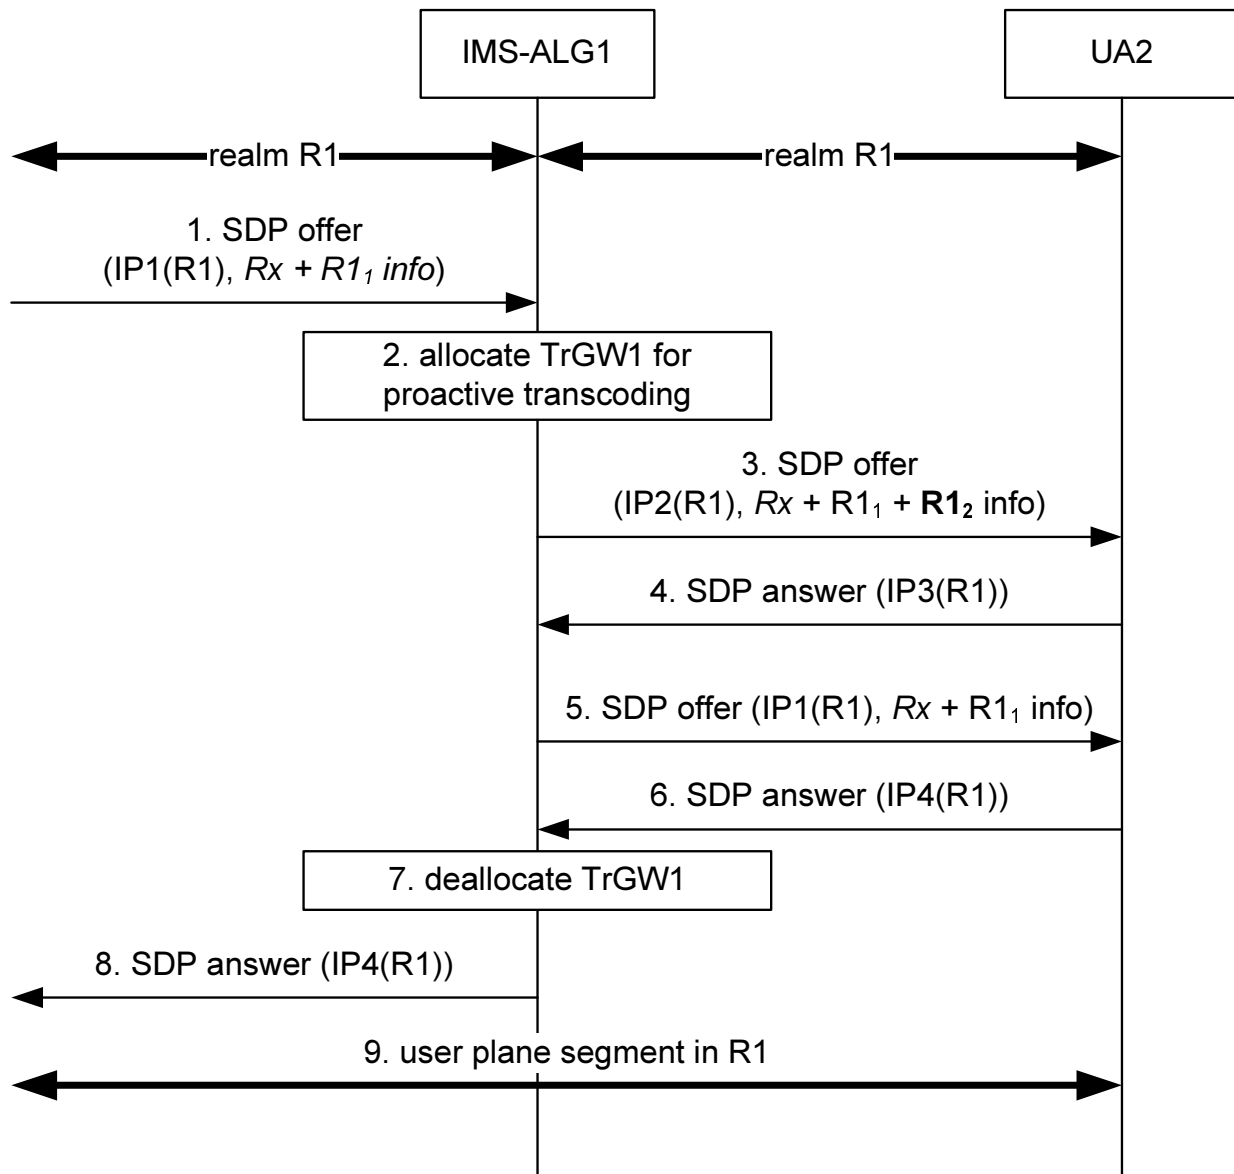 IMS-ALG1
UA2
realm R1
realm R1
1. SDP offer
(IP1(R1), Rx + R1₁ info)
2. allocate TrGW1 for
proactive transcoding
3. SDP offer
(IP2(R1), Rx + R1₁ + R1₂ info)
4. SDP answer (IP3(R1))
5. SDP offer (IP1(R1), Rx + R1₁ info)
6. SDP answer (IP4(R1))
7. deallocate TrGW1
8. SDP answer (IP4(R1))
9. user plane segment in R1